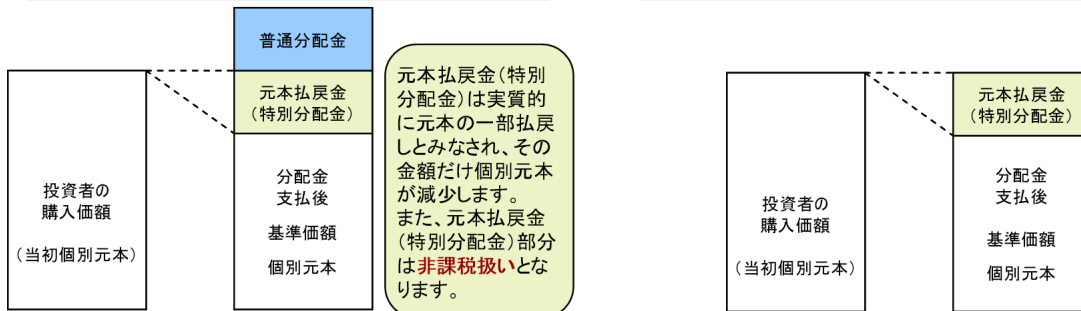 普通分配金
元本払戻金
（特別分配金）
投資者の
購入価額
（当初個別元本）
分配金
支払後
基準価額
個別元本
元本払戻金（特別
分配金）は実質的
に元本の一部払戻
しとみなされ、その
金額だけ個別元本
が減少します。
また、元本払戻金
（特別分配金）部分
は非課税扱いとな
ります。
投資者の
購入価額
（当初個別元本）
元本払戻金
（特別分配金）
分配金
支払後
基準価額
個別元本